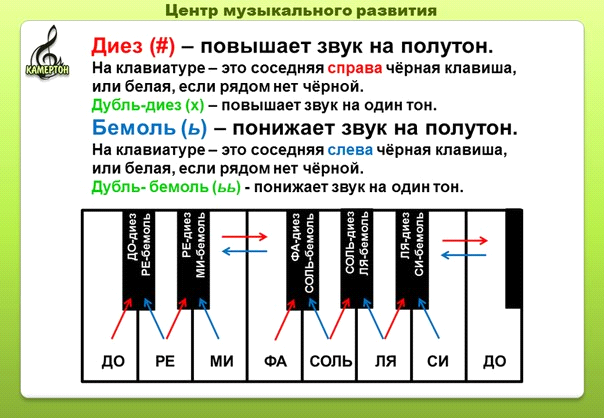 Центр музыкального развития
КАМЕРТОН
Диез (#) – повышает звук на полутон.
На клавиатуре – это соседняя справа чёрная клавиша,
или белая, если рядом нет чёрной.
Дубль-диез (x) – повышает звук на один тон.
Бемоль (ь) – понижает звук на полутон.
На клавиатуре – это соседняя слева чёрная клавиша,
или белая, если рядом нет чёрной.
Дубль- бемоль (ьь) - понижает звук на один тон.
ДО-диез
РЕ-бемоль
РЕ-диез
МИ-бемоль
ФА-диез
СОЛЬ-бемоль
СОЛЬ-диез
ЛЯ-бемоль
ЛЯ-диез
СИ-бемоль
ДО РЕ МИ ФА СОЛЬ ЛЯ СИ ДО